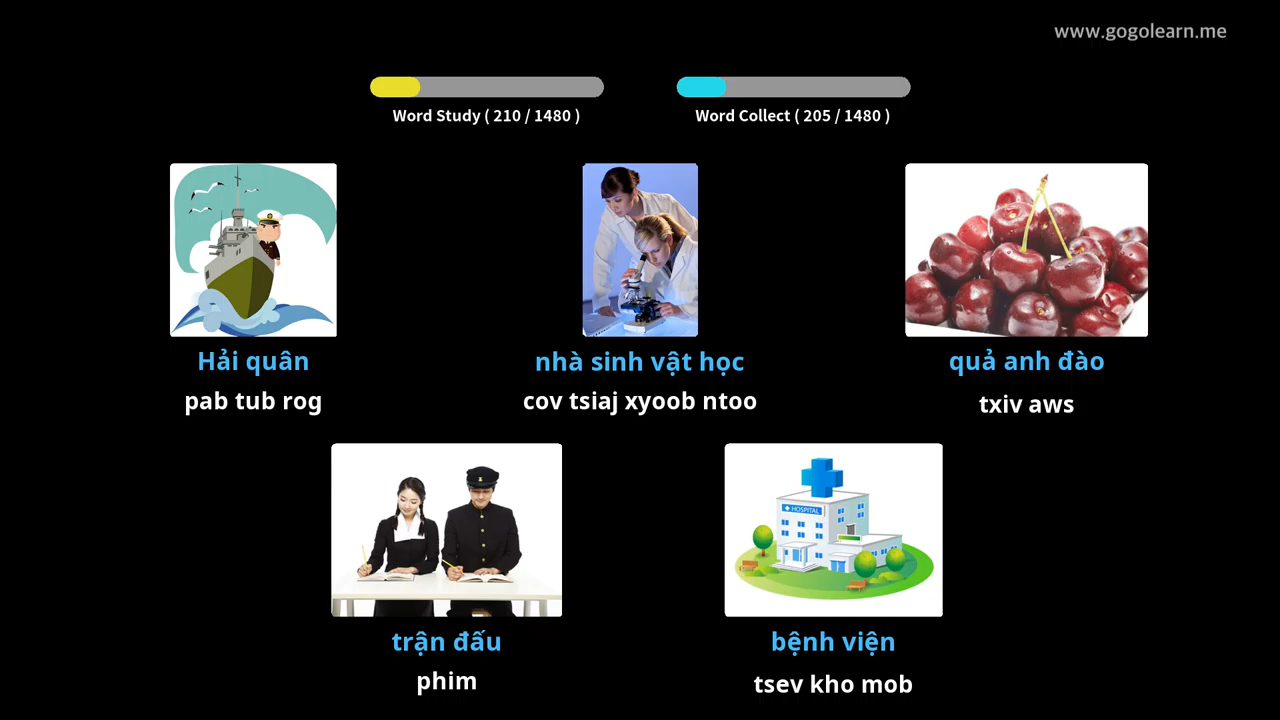 www.gogolearn.me
Word Study ( 210 / 1480 )
Word Collect ( 205 / 1480 )
Hải quân
pab tub rog
nhà sinh vật học
cov tsiaj xyoob ntoo
quả anh đào
txiv aws
HOSPITAL
trận đấu
phim
bệnh viện
tsev kho mob